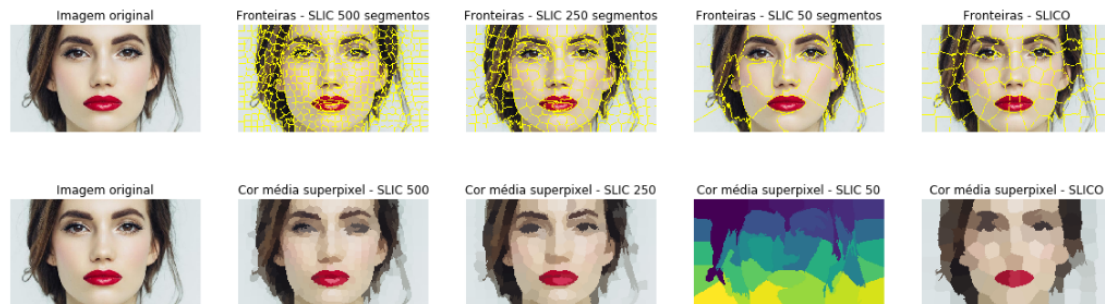 Imagem original
Fronteiras - SLIC 500 segmentos
Fronteiras - SLIC 250 segmentos
Fronteiras - SLIC 50 segmentos
Fronteiras - SLICO
Imagem original
Cor média superpixel - SLIC 500
Cor média superpixel - SLIC 250
Cor média superpixel - SLIC 50
Cor média superpixel - SLICO